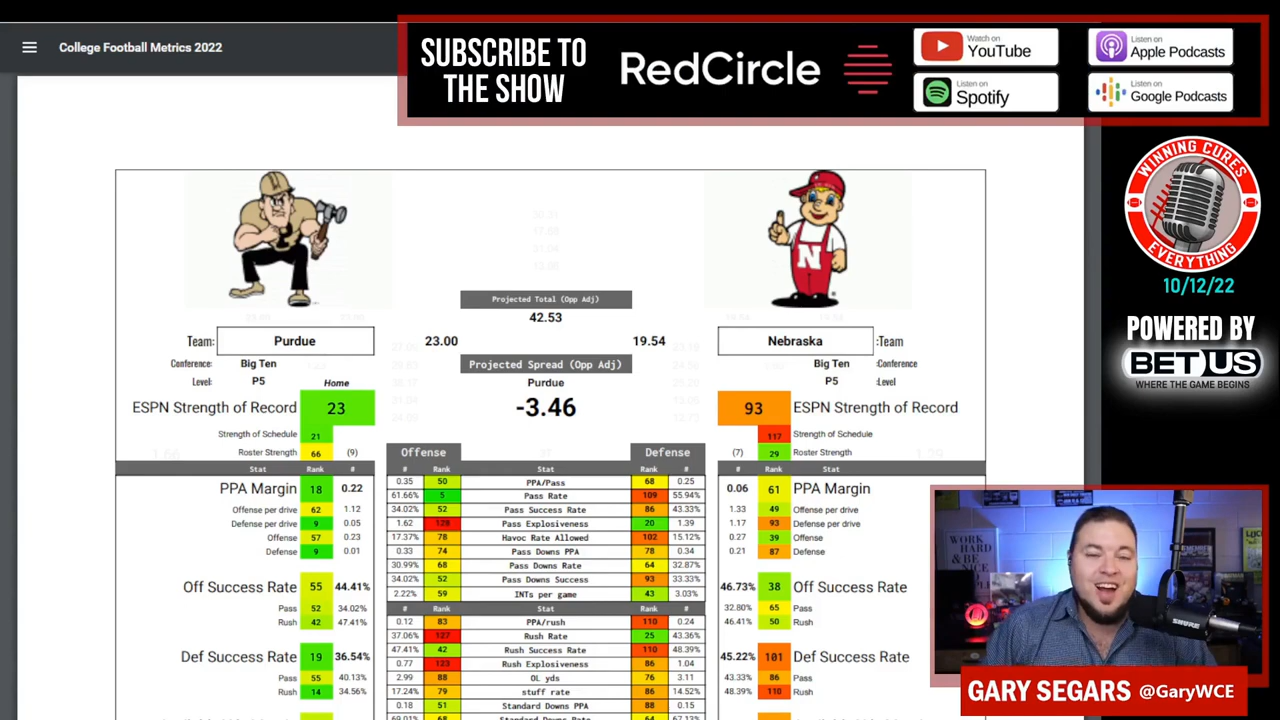 College Football Metrics 2022
SUBSCRIBE TO
THE SHOW
RedCircle
Watch on
YouTube
Listen on
Apple Podcasts
Listen on
Spotify
Listen on
Google Podcasts
WINNING CURES
EVERYTHING
10/12/22
POWERED BY
BETUS
WHERE THE GAME BEGINS
N
Projected Total (Opp Adj)
42.53
Team: Purdue 23.00 19.54 Nebraska :Team
Conference: Big Ten Projected Spread (Opp Adj) Big Ten :Conference
Level: P5 Home Purdue P5 :Level
ESPN Strength of Record 23 -3.46 93 ESPN Strength of Record
Strength of Schedule 21 117 Strength of Schedule
Roster Strength 66 (9) Offense Defense (7) 29 Roster Strength
Stat Rank # # Rank Stat Rank # # Rank Stat
PPA Margin 18 0.22 0.06 61 PPA Margin
Offense per drive 62 1.12 1.33 49 Offense per drive
Defense per drive 9 0.05 1.17 93 Defense per drive
Offense 57 0.23 0.27 39 Offense
Defense 9 0.01 0.21 87 Defense
Off Success Rate 55 44.41% 46.73% 38 Off Success Rate
Pass 52 34.02% 32.80% 65 Pass
Rush 42 47.41% 46.41% 50 Rush
Def Success Rate 19 36.54% 45.22% 101 Def Success Rate
Pass 55 40.13% 43.33% 86 Pass
Rush 14 34.56% 48.39% 110 Rush
0.35 50 PPA/Pass 68 0.25
61.66% 5 Pass Rate 109 55.94%
34.02% 52 Pass Success Rate 86 43.33%
1.62 128 Pass Explosiveness 20 1.39
17.37% 78 Havoc Rate Allowed 102 15.12%
0.33 74 Pass Downs PPA 78 0.34
30.99% 68 Pass Downs Rate 64 32.87%
34.02% 52 Pass Downs Success 93 33.33%
2.22% 59 INTs per game 43 3.03%
# Rank Stat Rank #
0.12 83 PPA/rush 110 0.24
37.06% 127 Rush Rate 25 43.36%
47.41% 42 Rush Success Rate 110 48.39%
0.77 123 Rush Explosiveness 86 1.04
2.99 88 OL yds 76 3.11
17.24% 79 stuff rate 86 14.52%
0.18 51 Standard Downs PPA 88 0.15
69.01% 68 Standard Downs Rate 64 67.13%
WORK
HARD
SHURE
GARY SEGARS @GaryWCE